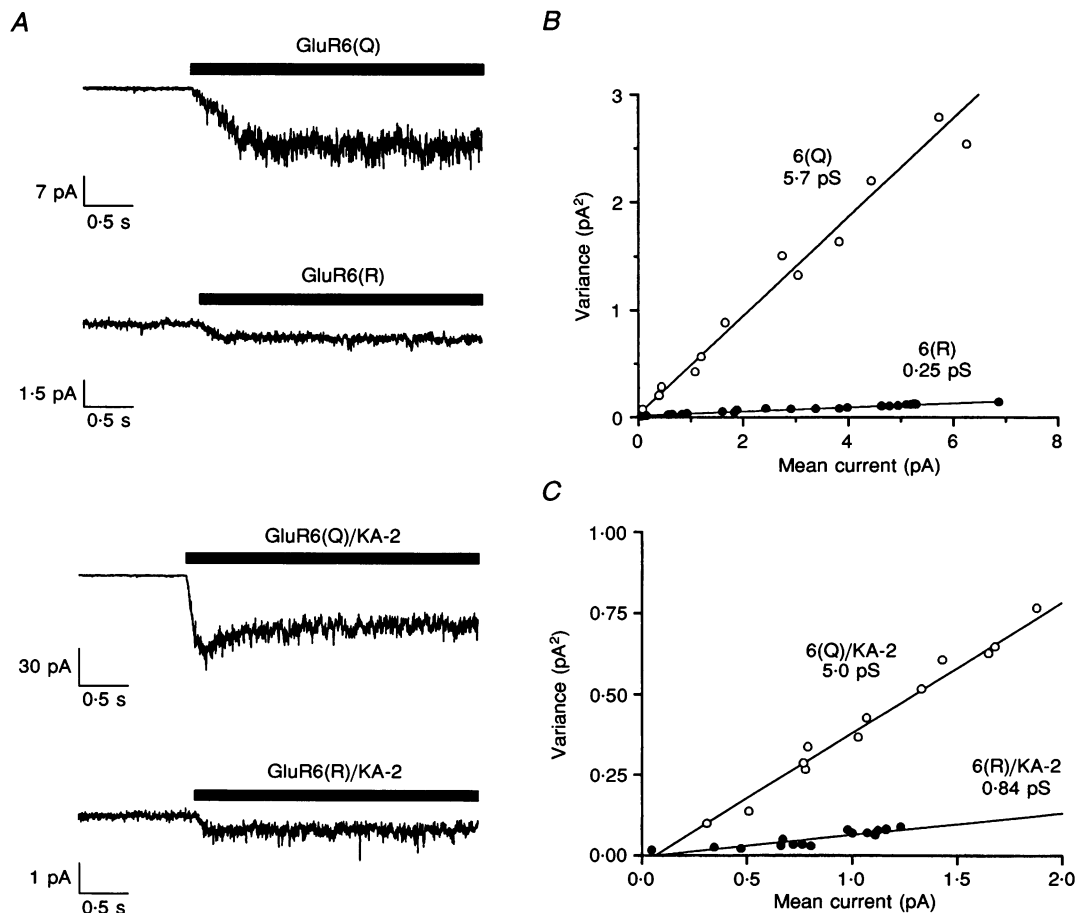 A
GluR6(Q)
7 pA
0·5 s
GluR6(R)
1·5 pA
0·5 s
GluR6(Q)/KA-2
30 pA
0·5 s
GluR6(R)/KA-2
1 pA
0·5 s
B
3
2
1
0
Variance (pA²)
6(Q)
5·7 pS
6(R)
0·25 pS
0 2 4 6 8
Mean current (pA)
C
1·00
0·75
0·50
0·25
0·00
Variance (pA²)
6(Q)/KA-2
5·0 pS
6(R)/KA-2
0·84 pS
0·0 0·5 1·0 1·5 2·0
Mean current (pA)